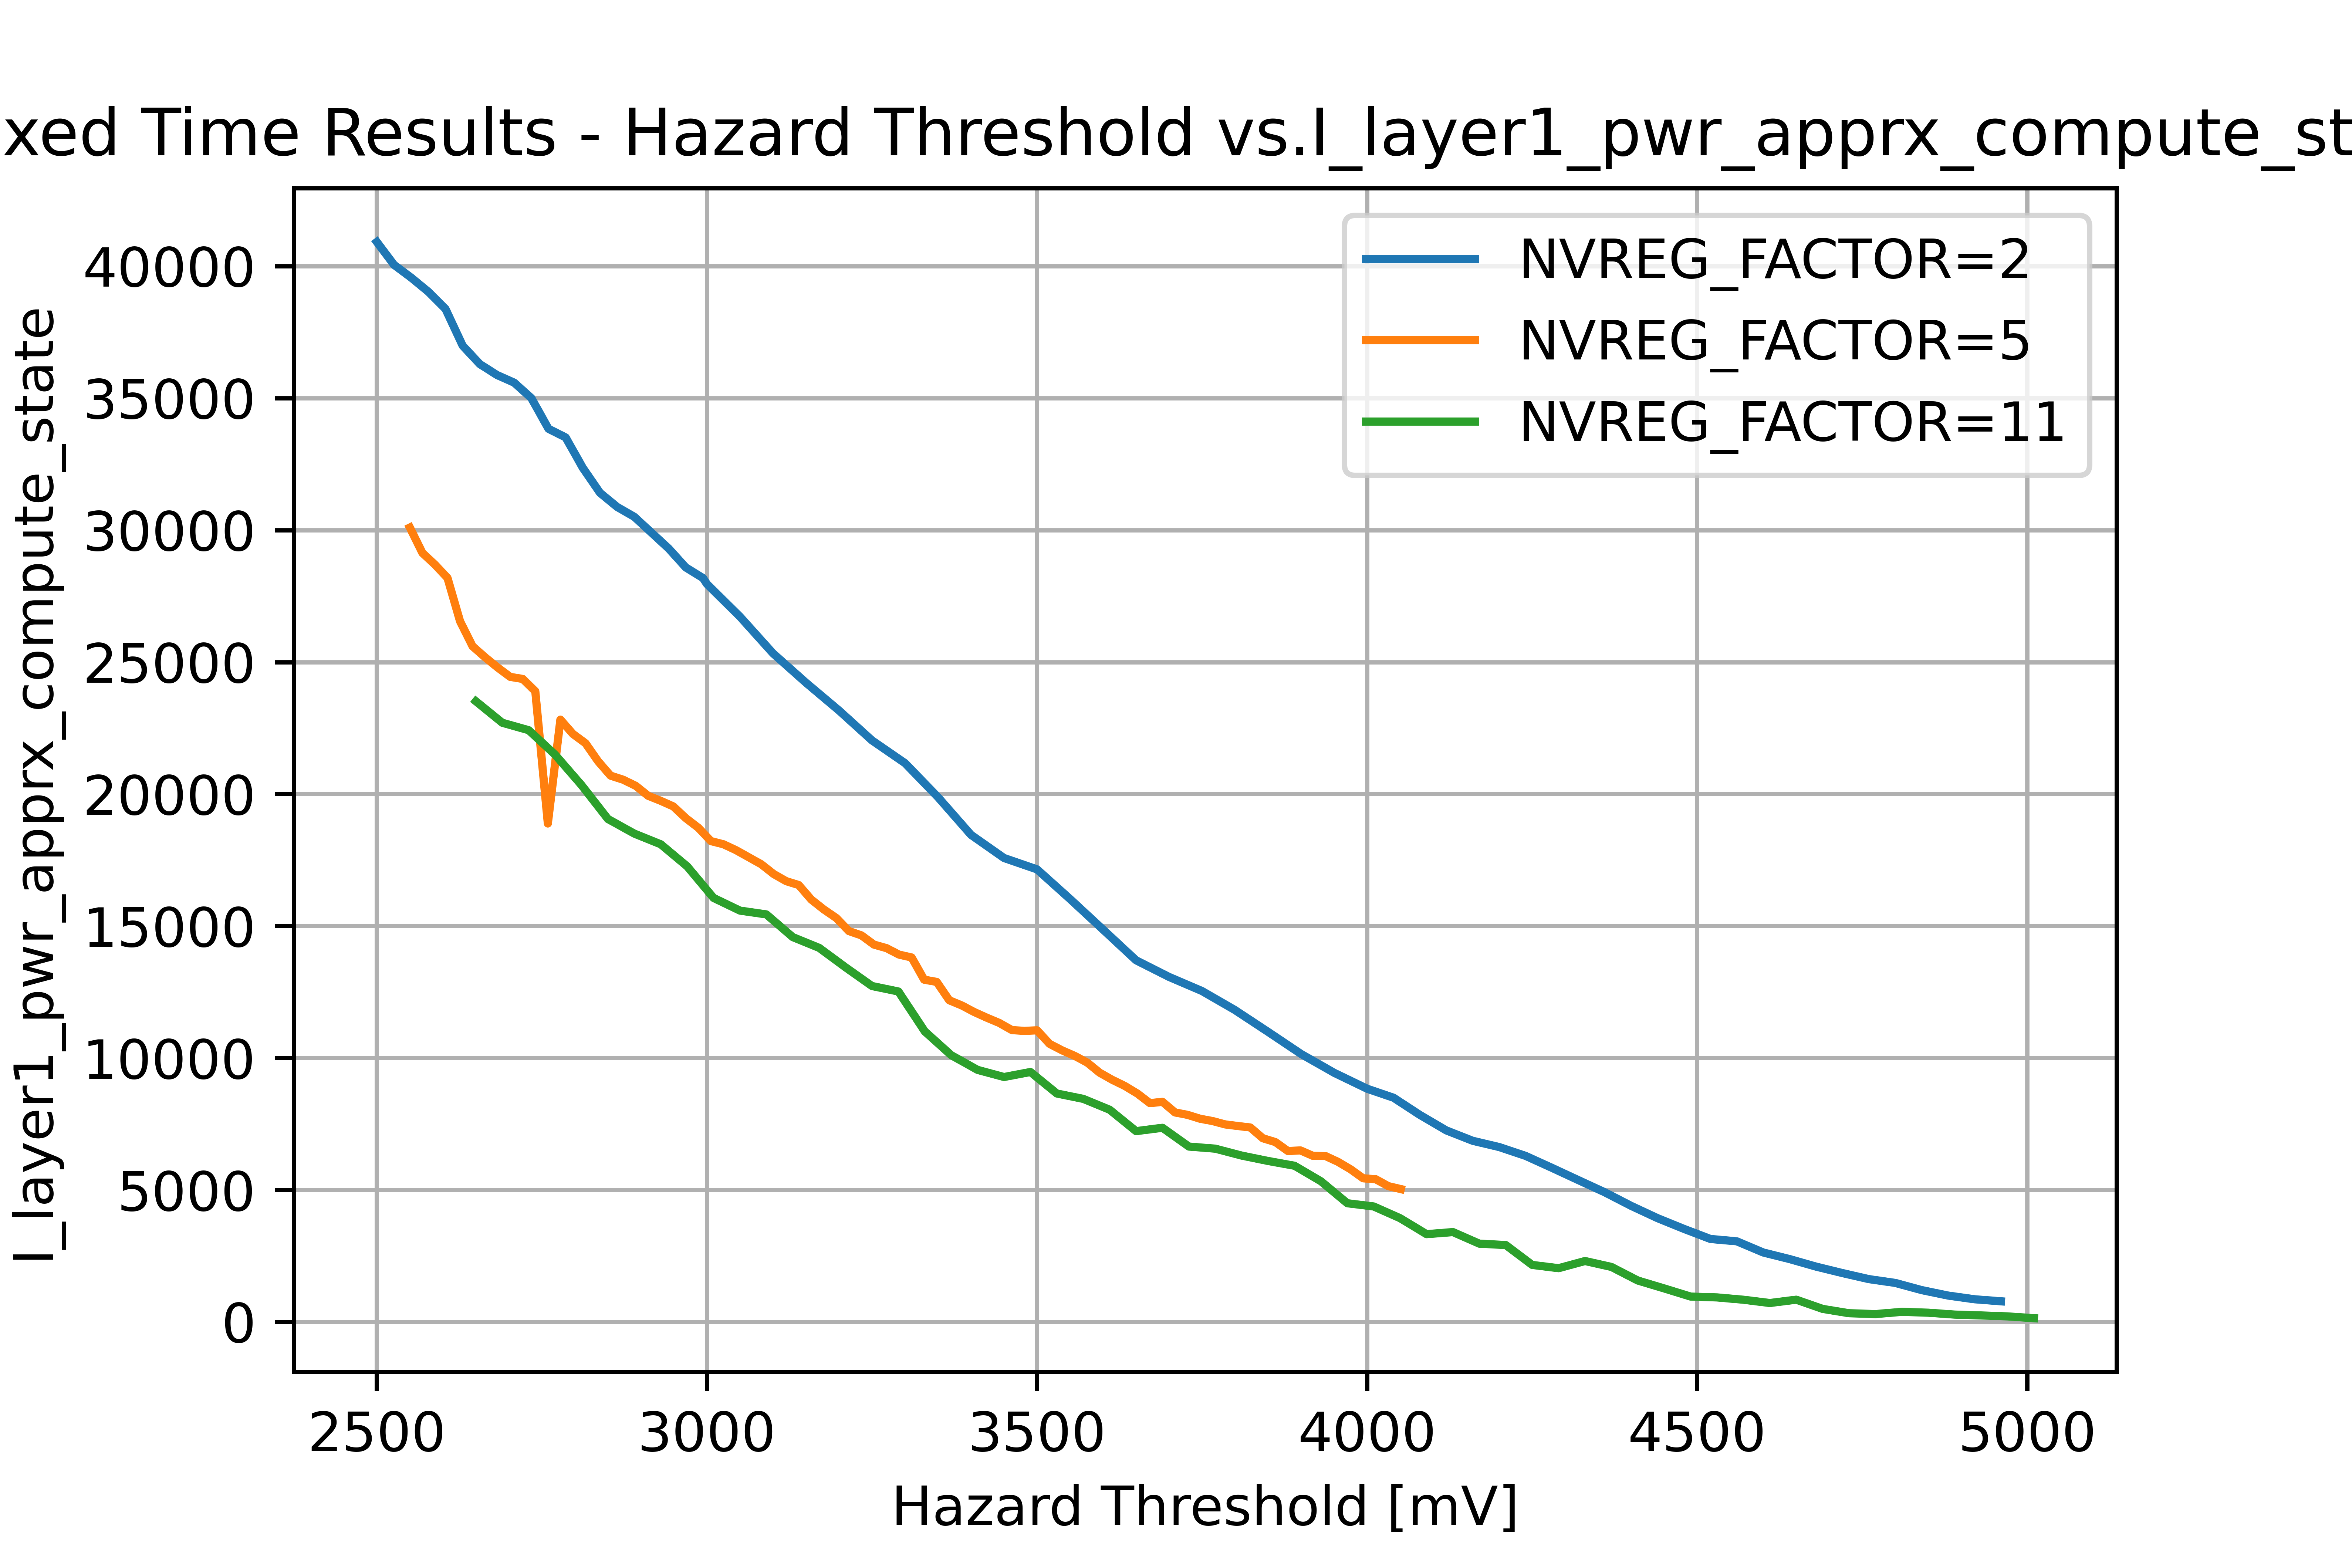 xed Time Results - Hazard Threshold vs.I_layer1_pwr_apprx_compute_st
NVREG_FACTOR=2
NVREG_FACTOR=5
NVREG_FACTOR=11
I_layer1_pwr_apprx_compute_state
40000
35000
30000
25000
20000
15000
10000
5000
0
2500 3000 3500 4000 4500 5000
Hazard Threshold [mV]